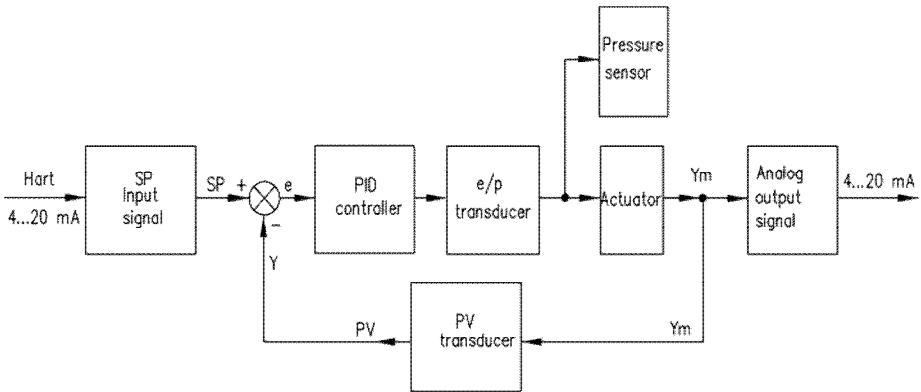 Pressure
sensor
Hart
4...20 mA
SP
Input
signal
SP
+
e
-
Y
PID
controller
e/p
transducer
Actuator
Ym
Analog
output
signal
4...20 mA
PV
PV
transducer
Ym